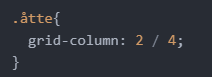 .åtte{
  grid-column: 2 / 4;
}